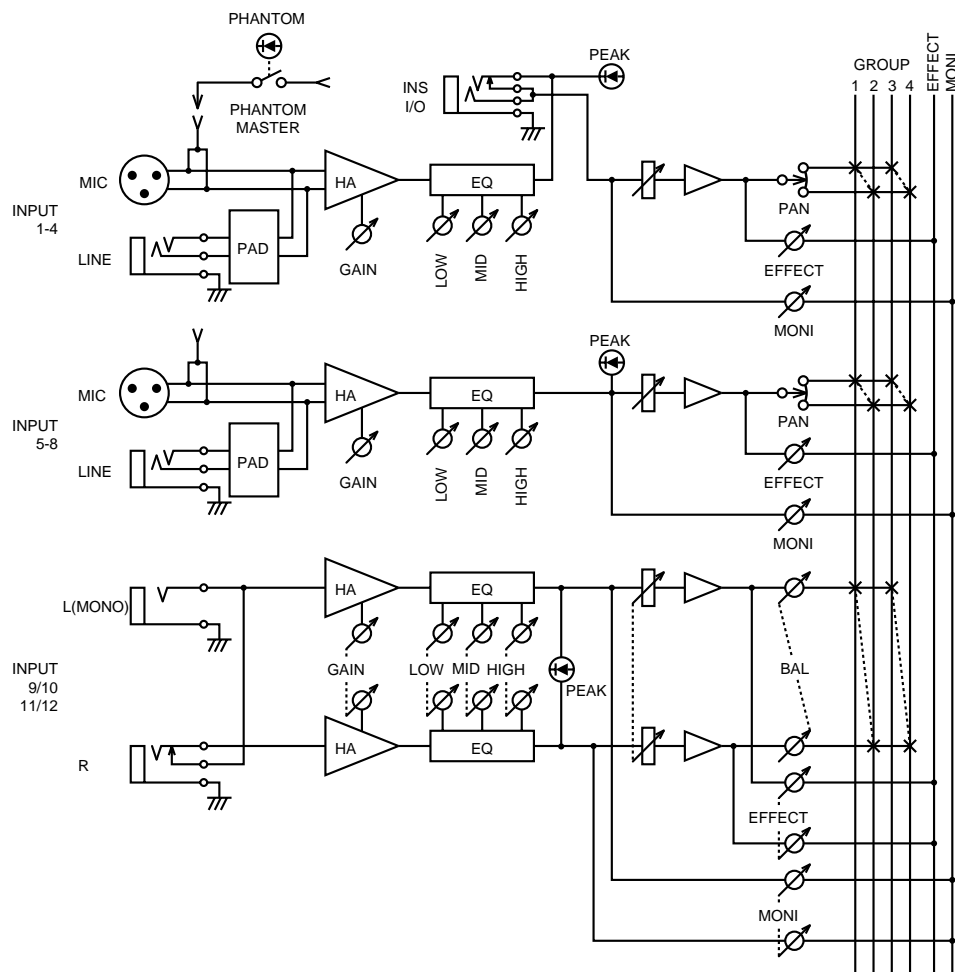 PHANTOM
PHANTOM
MASTER
INS
I/O
PEAK
GROUP
1 2 3 4
EFFECT
MONI
INPUT
1-4
MIC
LINE
PAD
HA
GAIN
EQ
LOW
MID
HIGH
PAN
EFFECT
MONI
INPUT
5-8
MIC
LINE
PAD
HA
GAIN
EQ
LOW
MID
HIGH
PEAK
PAN
EFFECT
MONI
INPUT
9/10
11/12
L(MONO)
R
HA
GAIN
HA
EQ
LOW
MID
HIGH
EQ
PEAK
BAL
EFFECT
MONI